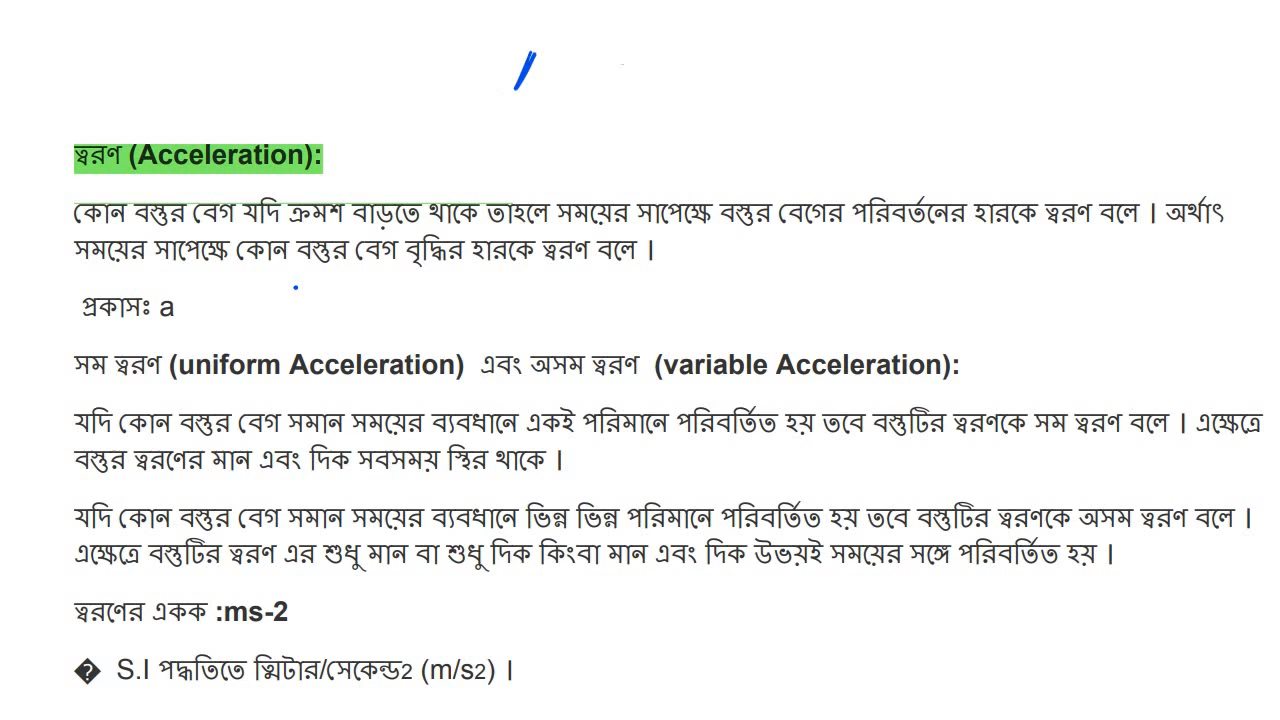 ত্বরণ (Acceleration):
কোন বস্তুর বেগ যদি ক্রমশ বাড়তে থাকে তাহলে সময়ের সাপেক্ষে বস্তুর বেগের পরিবর্তনের হারকে ত্বরণ বলে । অর্থাৎ
সময়ের সাপেক্ষে কোন বস্তুর বেগ বৃদ্ধির হারকে ত্বরণ বলে ।
প্রকাসঃ a
সম ত্বরণ (uniform Acceleration) এবং অসম ত্বরণ (variable Acceleration):
যদি কোন বস্তুর বেগ সমান সময়ের ব্যবধানে একই পরিমানে পরিবর্তিত হয় তবে বস্তুটির ত্বরণকে সম ত্বরণ বলে । এক্ষেত্রে
বস্তুর ত্বরণের মান এবং দিক সবসময় স্থির থাকে ।
যদি কোন বস্তুর বেগ সমান সময়ের ব্যবধানে ভিন্ন ভিন্ন পরিমানে পরিবর্তিত হয় তবে বস্তুটির ত্বরণকে অসম ত্বরণ বলে ।
এক্ষেত্রে বস্তুটির ত্বরণ এর শুধু মান বা শুধু দিক কিংবা মান এবং দিক উভয়ই সময়ের সঙ্গে পরিবর্তিত হয় ।
ত্বরণের একক :ms-2
� S.I পদ্ধতিতে ত্মিটার/সেকেন্ড2 (m/s2) ।